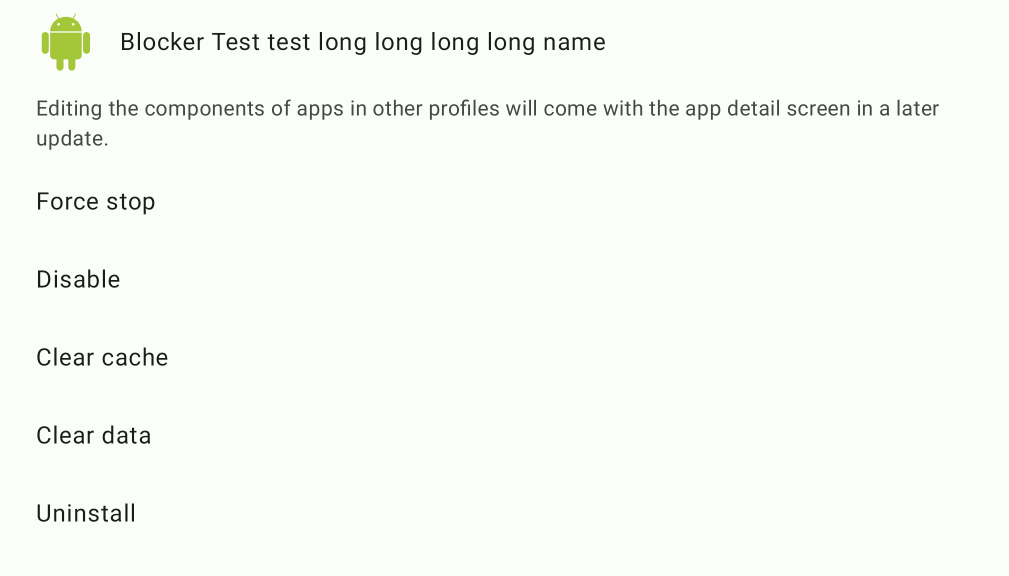 Blocker Test test long long long long name
Editing the components of apps in other profiles will come with the app detail screen in a later
update.
Force stop
Disable
Clear cache
Clear data
Uninstall